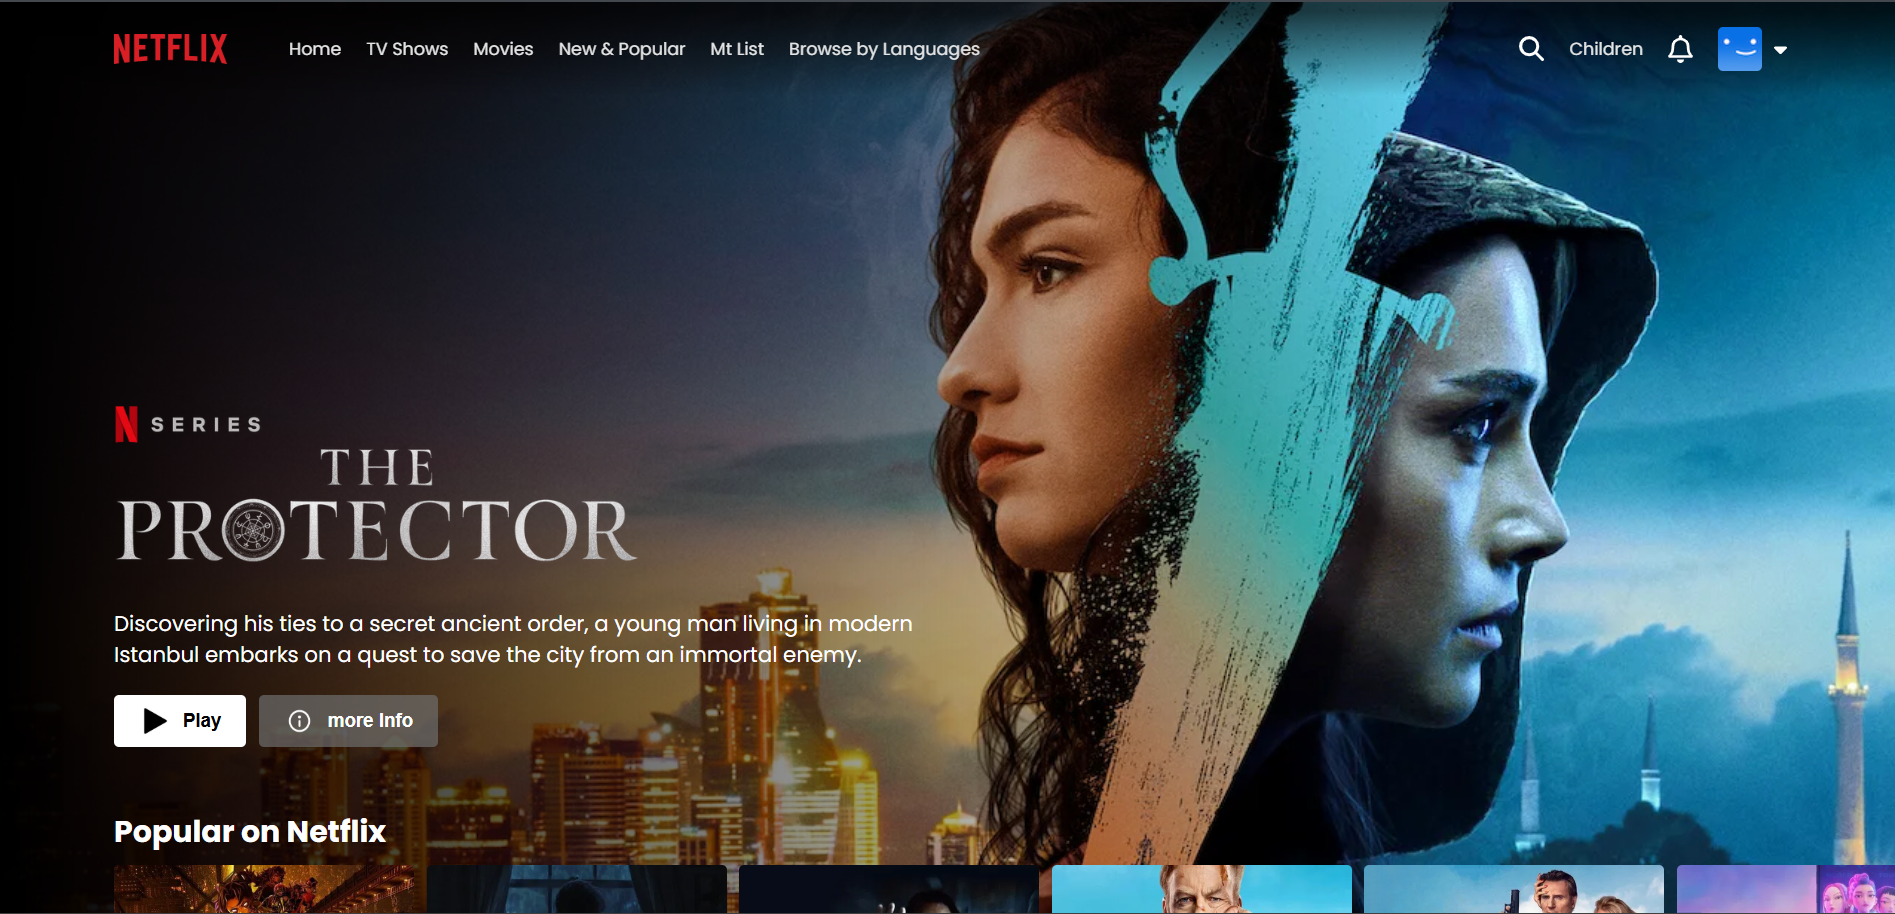 NETFLIX Home TV Shows Movies New & Popular Mt List Browse by Languages Children
N SERIES
THE
PROTECTOR
Discovering his ties to a secret ancient order, a young man living in modern
Istanbul embarks on a quest to save the city from an immortal enemy.
Play more Info
Popular on Netflix